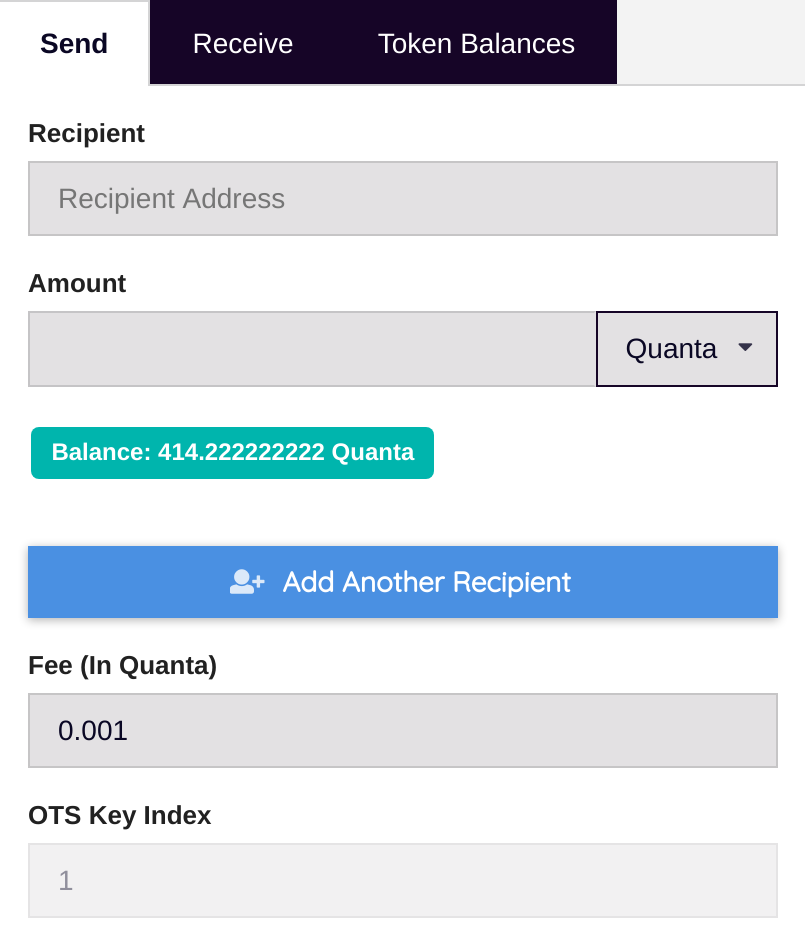 Send Receive Token Balances
Recipient
Recipient Address
Amount
Quanta
Balance: 414.222222222 Quanta
Add Another Recipient
Fee (In Quanta)
0.001
OTS Key Index
1